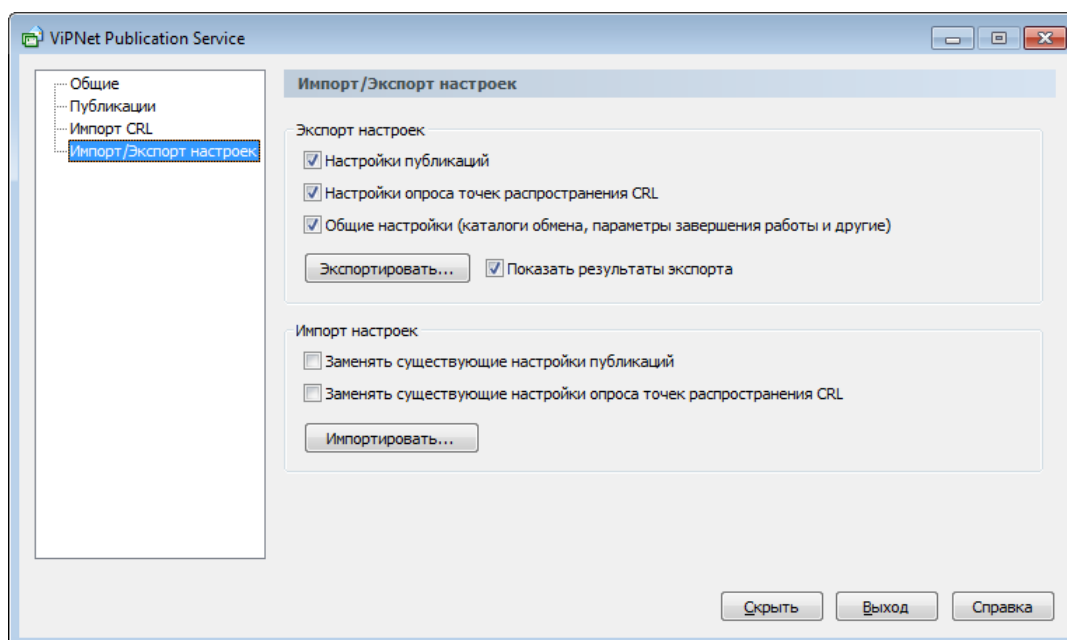 ViPNet Publication Service
Общие
Публикации
Импорт CRL
Импорт/Экспорт настроек
Импорт/Экспорт настроек
Экспорт настроек
Настройки публикаций
Настройки опроса точек распространения CRL
Общие настройки (каталоги обмена, параметры завершения работы и другие)
Экспортировать... Показать результаты экспорта
Импорт настроек
Заменять существующие настройки публикаций
Заменять существующие настройки опроса точек распространения CRL
Импортировать...
Скрыть Выход Справка